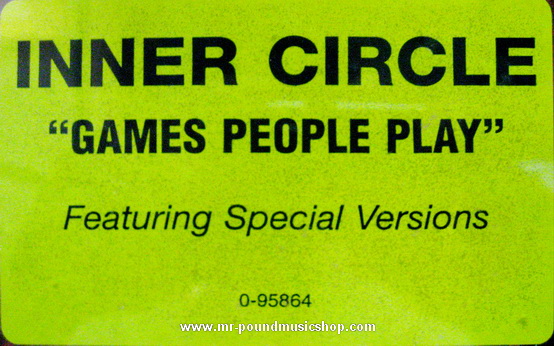 INNER CIRCLE
“GAMES PEOPLE PLAY”
Featuring Special Versions
0-95864
www.mr-poundmusicshop.com